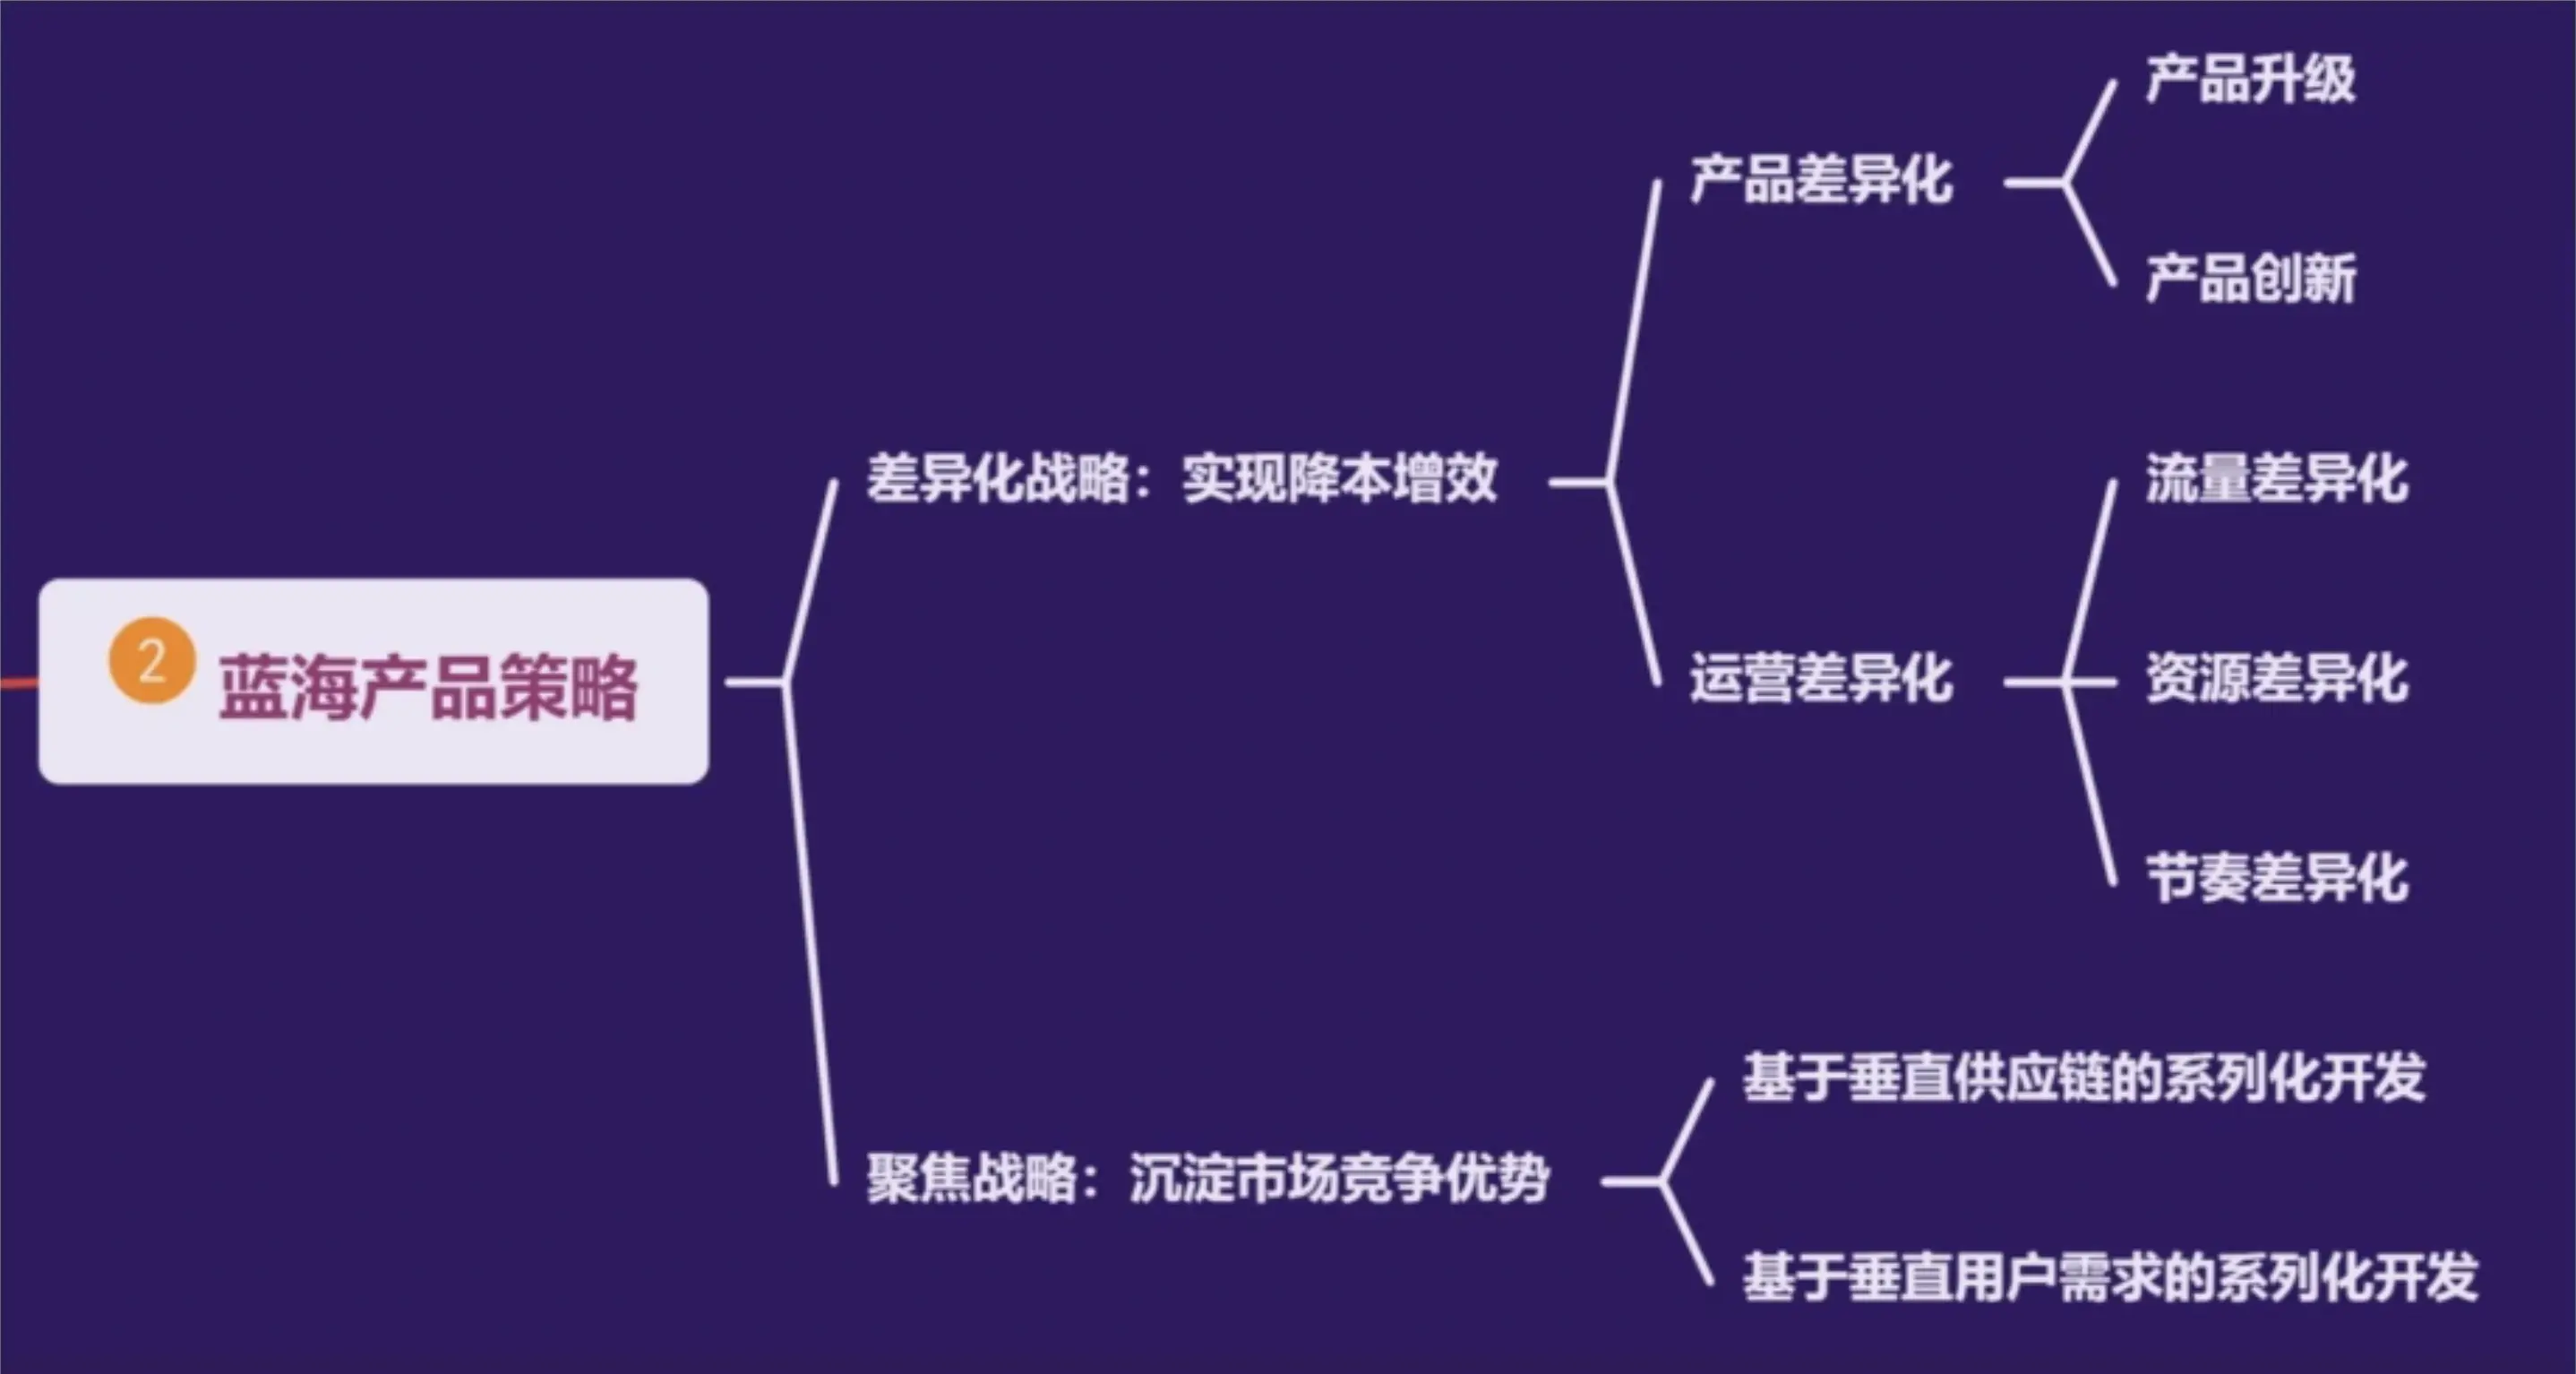 2 蓝海产品策略
差异化战略：实现降本增效
产品差异化
产品升级
产品创新
运营差异化
流量差异化
资源差异化
节奏差异化
聚焦战略：沉淀市场竞争优势
基于垂直供应链的系列化开发
基于垂直用户需求的系列化开发